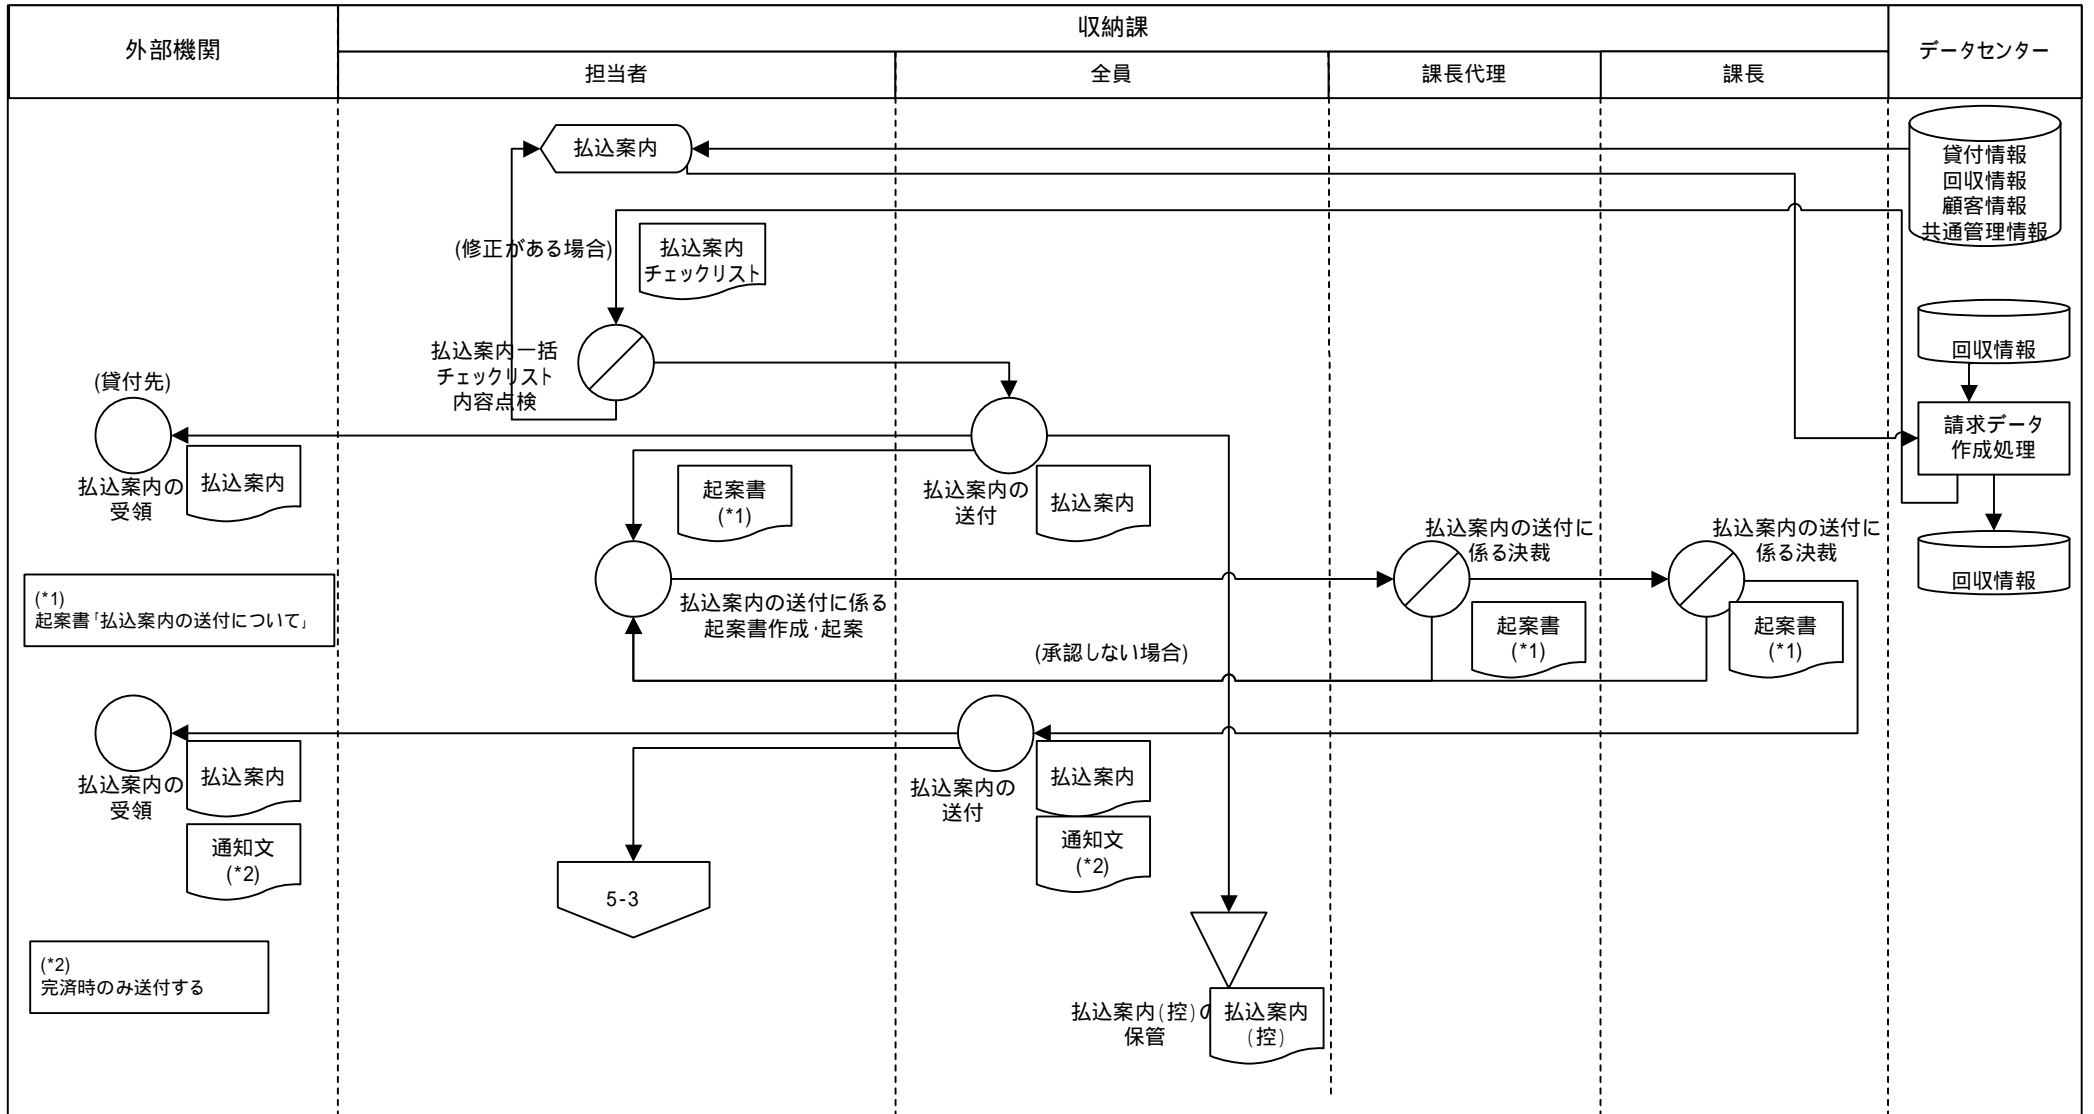 外部機関
収納課
データセンター
担当者
全員
課長代理
課長
払込案内
貸付情報
回収情報
顧客情報
共通管理情報
(修正がある場合)
払込案内
チェックリスト
払込案内一括
チェックリスト
内容点検
回収情報
(貸付先)
請求データ
作成処理
払込案内の
受領
払込案内
起案書
(*1)
払込案内の
送付
払込案内
払込案内の送付に
係る決裁
払込案内の送付に
係る決裁
回収情報
(*1)
起案書「払込案内の送付について」
払込案内の送付に係る
起案書作成・起案
起案書
(*1)
起案書
(*1)
(承認しない場合)
払込案内の
受領
払込案内
通知文
(*2)
払込案内の
送付
払込案内
通知文
(*2)
5-3
(*2)
完済時のみ送付する
払込案内(控)の
保管
払込案内
(控)